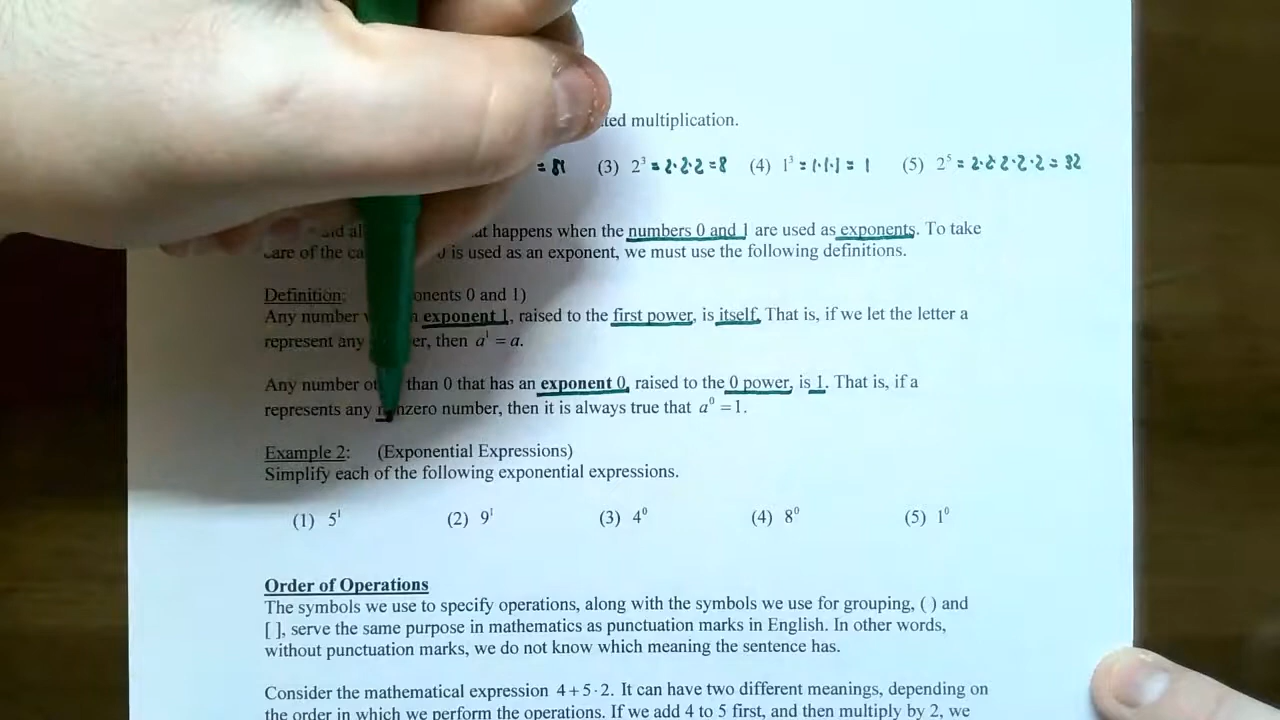 multiplication.
= 81 (3) 2³ = 2·2·2 = 8 (4) 1³ = 1·1·1 = 1 (5) 2⁵ = 2·2·2·2·2 = 32
happens when the numbers 0 and 1 are used as exponents. To take
of the is used as an exponent, we must use the following definitions.
Definition: 0 and 1)
Any number exponent 1, raised to the first power, is itself. That is, if we let the letter a
represent any then a¹ = a.
Any number than 0 that has an exponent 0, raised to the 0 power, is 1. That is, if a
represents any number, then it is always true that a⁰ = 1.
Example 2: (Exponential Expressions)
Simplify each of the following exponential expressions.
(1) 5¹ (2) 9¹ (3) 4⁰ (4) 8⁰ (5) 1⁰
Order of Operations
The symbols we use to specify operations, along with the symbols we use for grouping, ( ) and
[ ], serve the same purpose in mathematics as punctuation marks in English. In other words,
without punctuation marks, we do not know which meaning the sentence has.
Consider the mathematical expression 4 + 5 · 2. It can have two different meanings, depending on
the order in which we perform the operations. If we add 4 to 5 first, and then multiply by 2, we